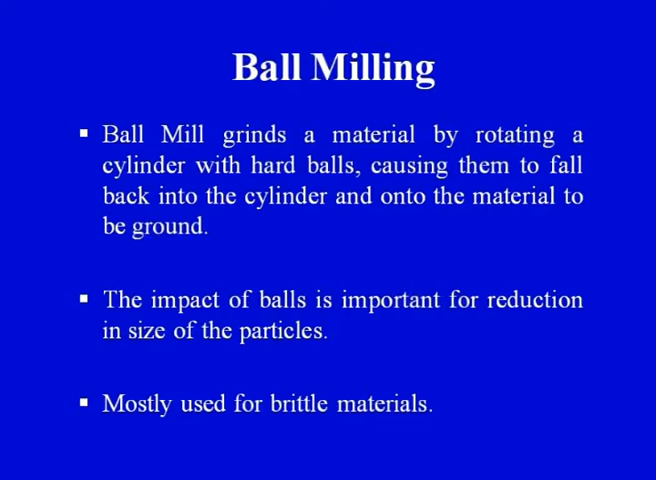 Ball Milling
▪ Ball Mill grinds a material by rotating a
cylinder with hard balls, causing them to fall
back into the cylinder and onto the material to
be ground.
▪ The impact of balls is important for reduction
in size of the particles.
▪ Mostly used for brittle materials.